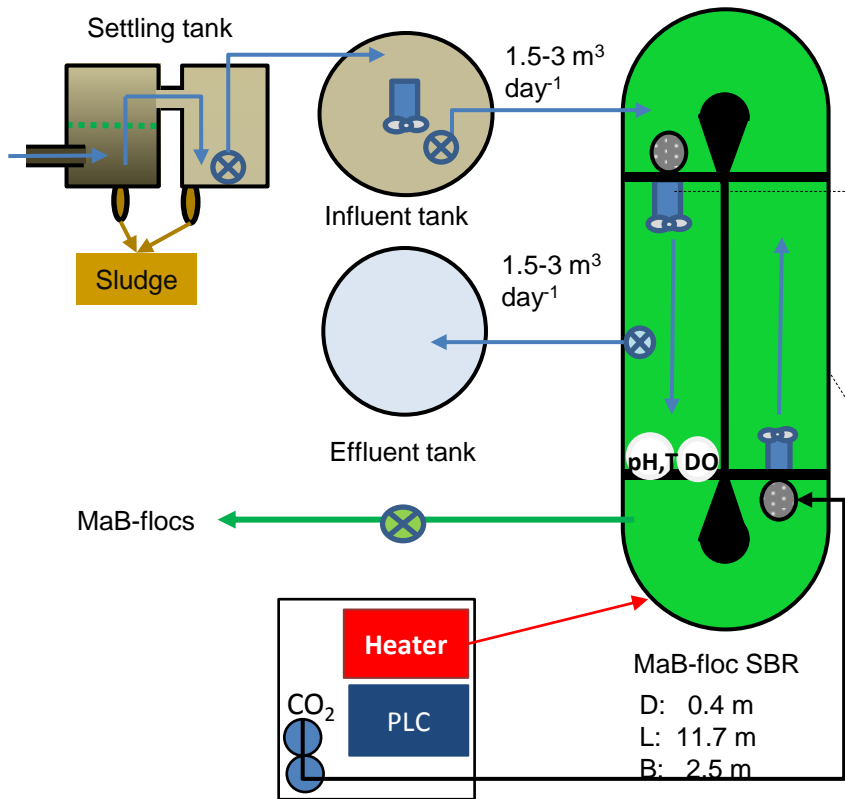 Settling tank
1.5-3 m³
day⁻¹
Influent tank
Sludge
1.5-3 m³
day⁻¹
Effluent tank
pH,T DO
MaB-flocs
Heater
MaB-floc SBR
CO₂
PLC
D: 0.4 m
L: 11.7 m
B: 2.5 m